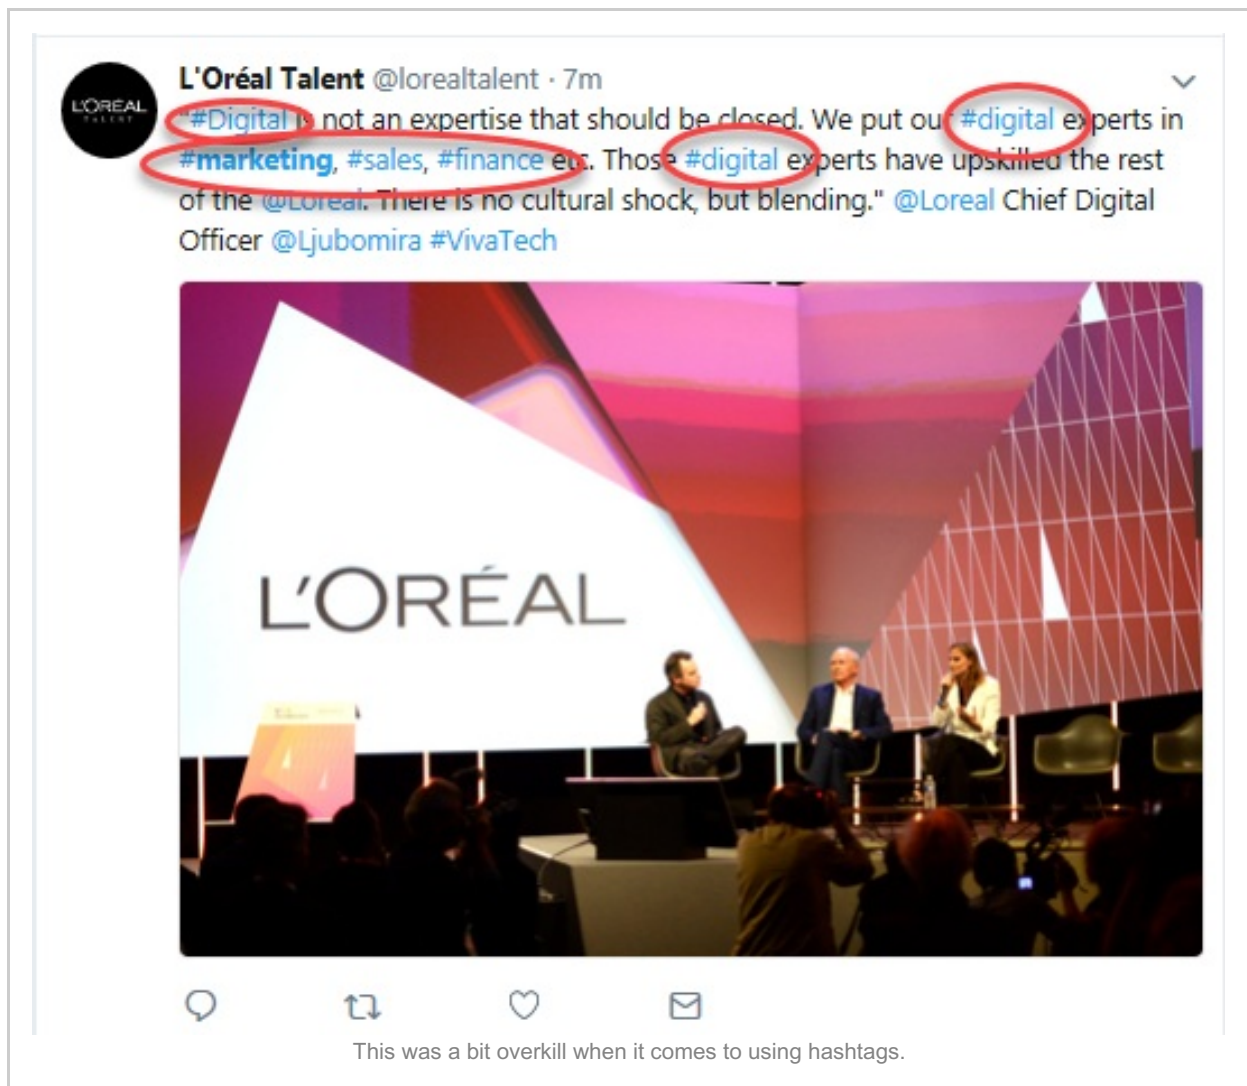 L'Oréal Talent @lorealtalent · 7m
L'ORÉAL
TALENT
"#Digital is not an expertise that should be closed. We put our #digital experts in
#marketing, #sales, #finance etc. Those #digital experts have upskilled the rest
of the @Loreal. There is no cultural shock, but blending." @Loreal Chief Digital
Officer @Ljubomira #VivaTech
L'ORÉAL
This was a bit overkill when it comes to using hashtags.